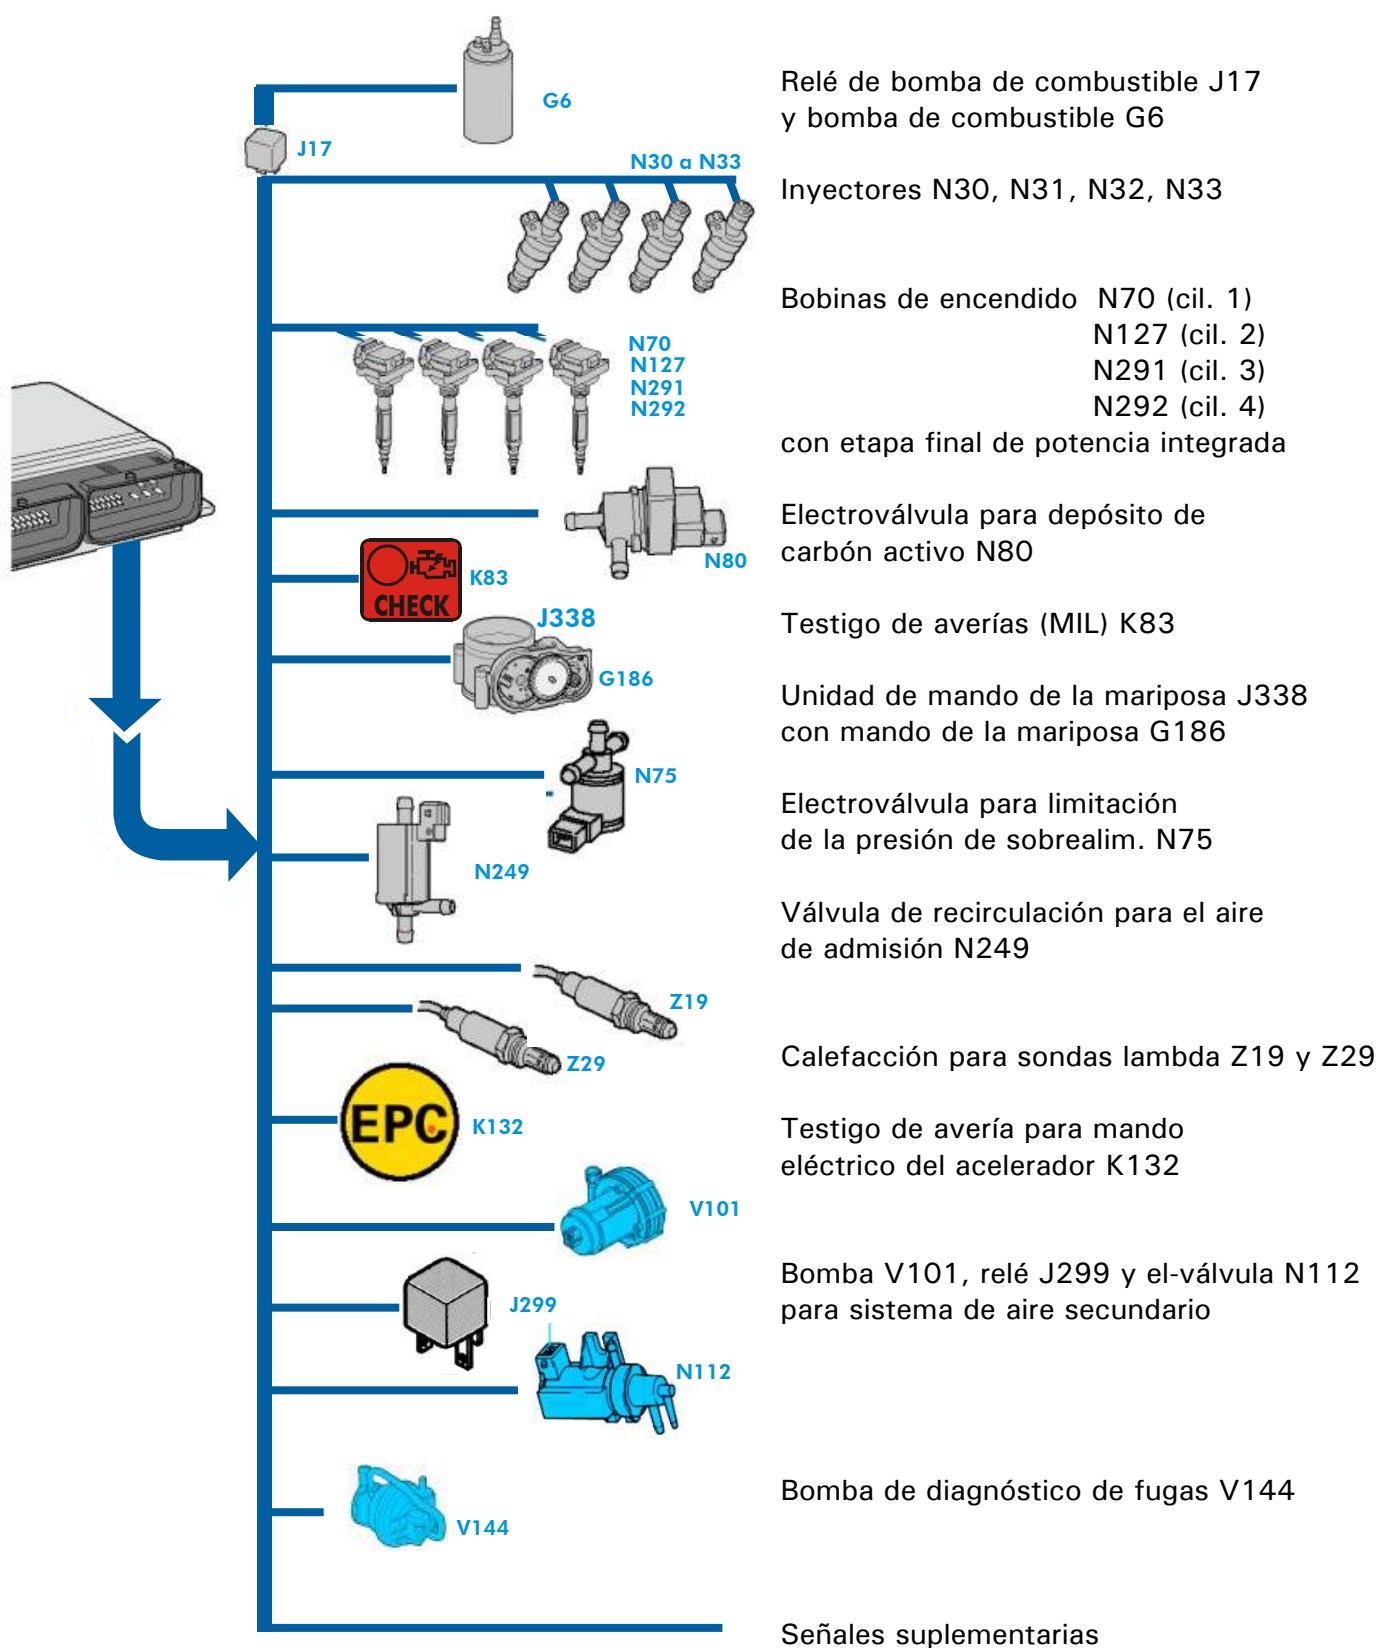 G6
Relé de bomba de combustible J17
y bomba de combustible G6
J17
N30 a N33
Inyectores N30, N31, N32, N33
Bobinas de encendido N70 (cil. 1)
N127 (cil. 2)
N291 (cil. 3)
N292 (cil. 4)
con etapa final de potencia integrada
N70
N127
N291
N292
Electroválvula para depósito de
carbón activo N80
N80
CHECK
K83
Testigo de averías (MIL) K83
J338
G186
Unidad de mando de la mariposa J338
con mando de la mariposa G186
N75
Electroválvula para limitación
de la presión de sobrealim. N75
N249
Válvula de recirculación para el aire
de admisión N249
Z19
Z29
Calefacción para sondas lambda Z19 y Z29
EPC
K132
Testigo de avería para mando
eléctrico del acelerador K132
V101
Bomba V101, relé J299 y el-válvula N112
para sistema de aire secundario
J299
N112
Bomba de diagnóstico de fugas V144
V144
Señales suplementarias